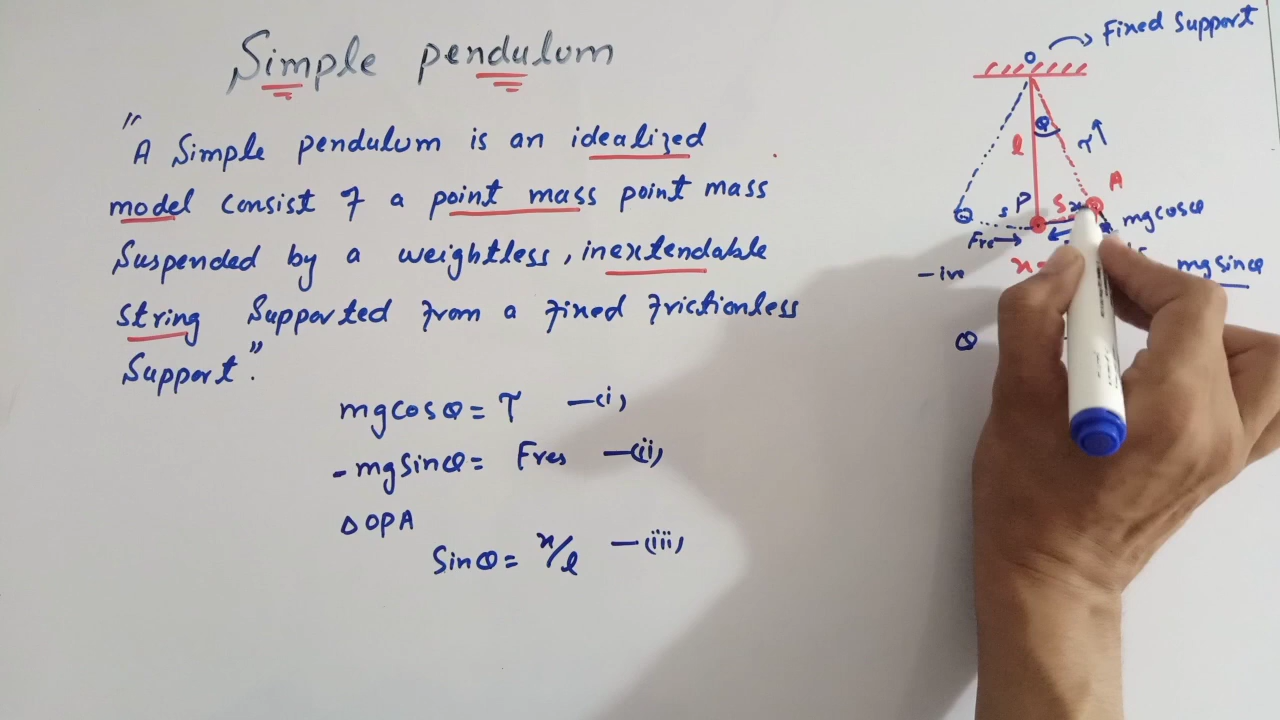 Simple pendulum
"A Simple pendulum is an idealized
model consist of a point mass point mass
Suspended by a weightless, inextendable
string Supported from a fixed frictionless
Support".
mgcosθ = T —(i)
-mgsinθ = Fres —(ii)
Δ OPA
Sinθ = x/l —(iii)
Fixed Support
O
θ
l
T
A
P
S
x
s
mgcosθ
Fres
mgsinθ
x
θ